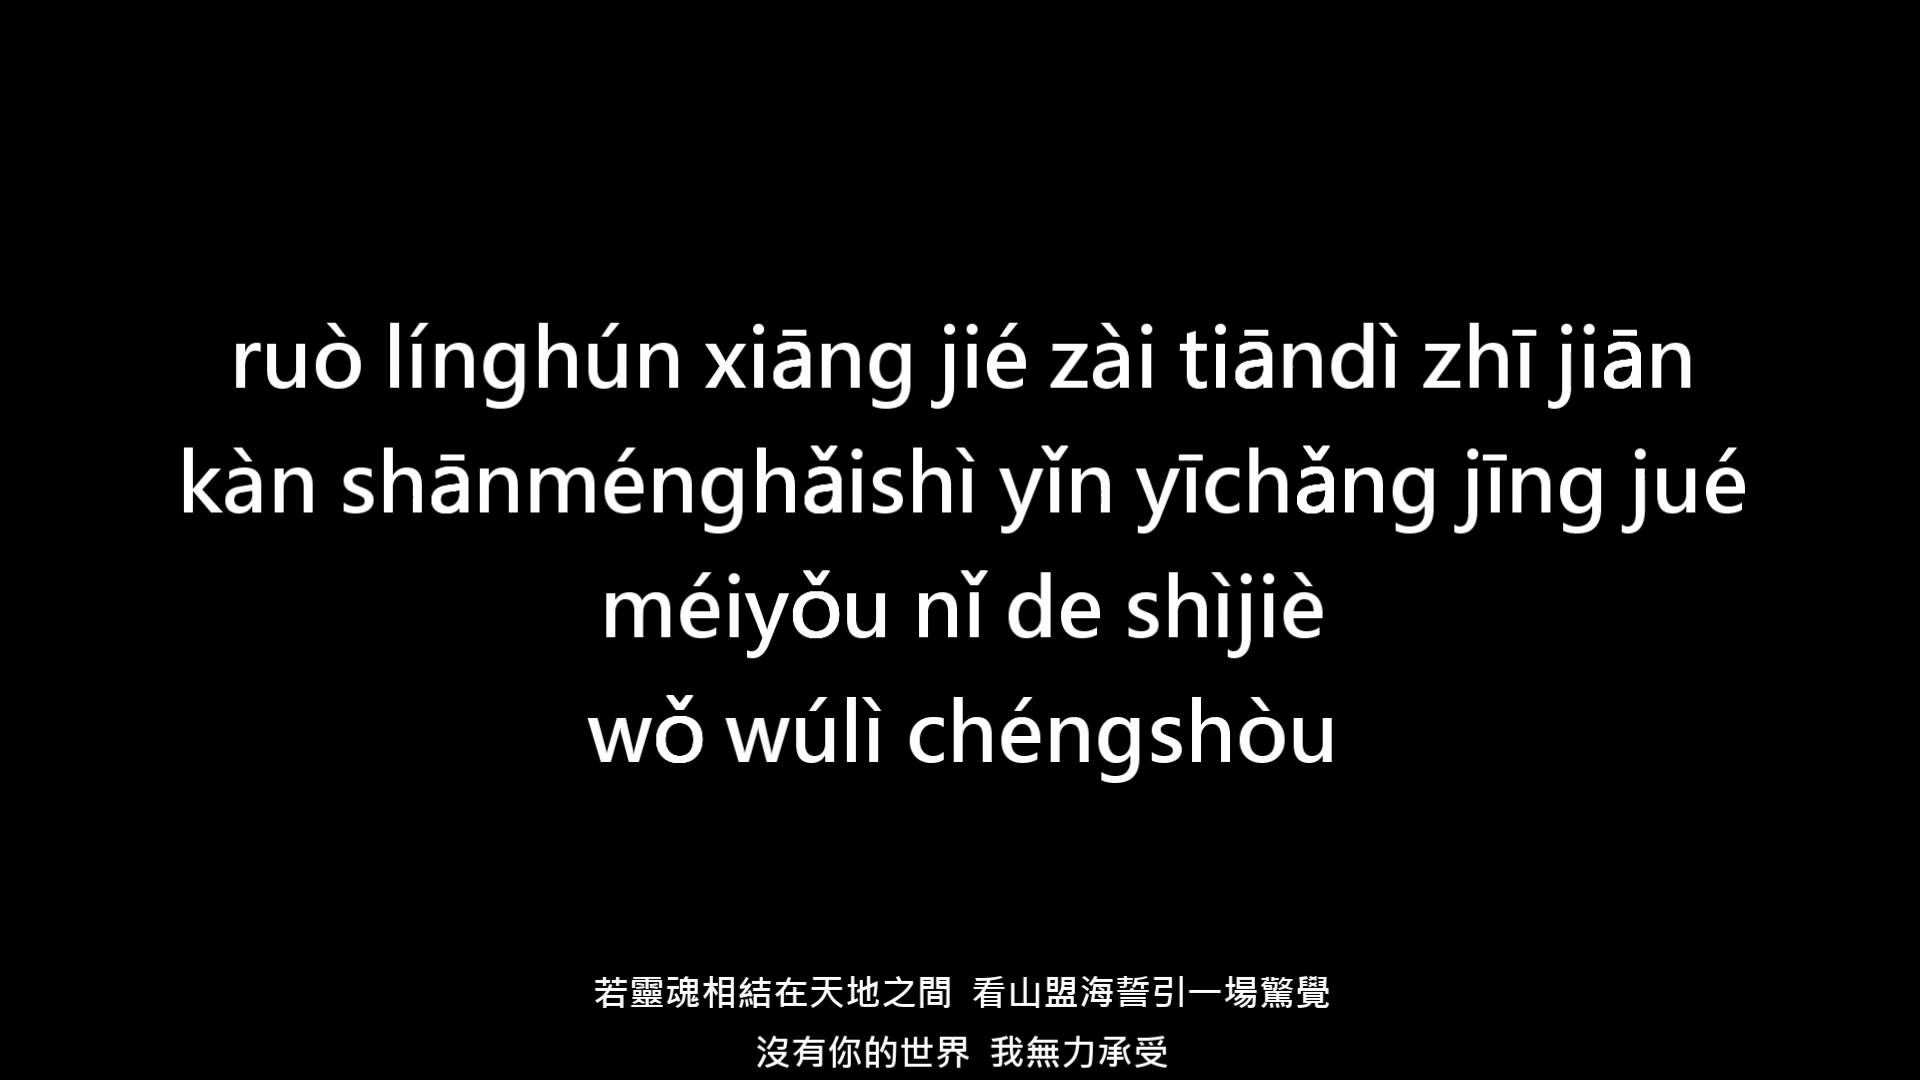 ruò línghún xiāng jié zài tiāndì zhī jiān
kàn shānménghǎishì yǐn yīchǎng jīng jué
méiyǒu nǐ de shìjiè
wǒ wúlì chéngshòu
若靈魂相結在天地之間 看山盟海誓引一場驚覺
沒有你的世界 我無力承受